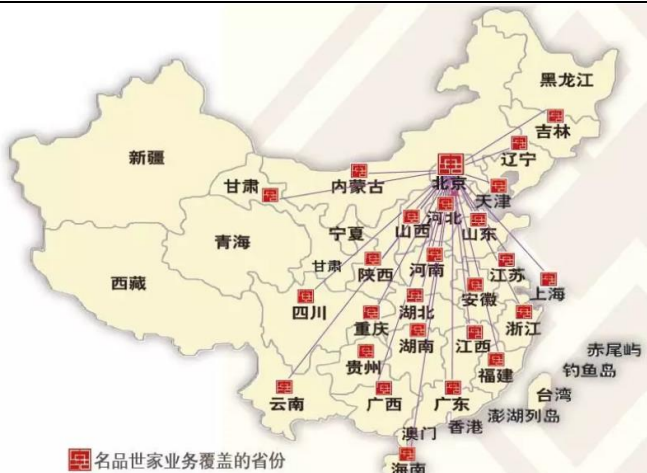 黑龙江
吉林
辽宁
新疆
甘肃
内蒙古
北京
天津
河北
山西
山东
宁夏
青海
甘肃
陕西
河南
江苏
西藏
上海
安徽
四川
湖北
浙江
重庆
湖南
江西
赤尾屿
贵州
福建
钓鱼岛
云南
广西
广东
台湾
澎湖列岛
香港
澳门
海南
名品世家业务覆盖的省份